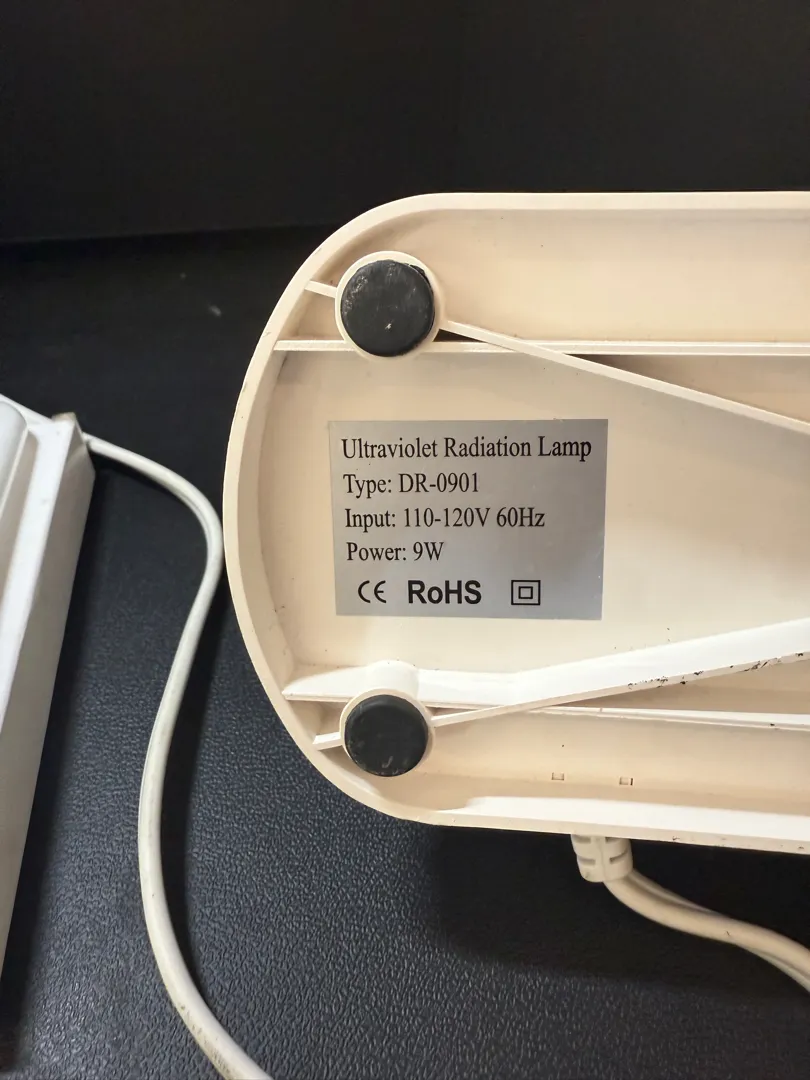 Ultraviolet Radiation Lamp
Type: DR-0901
Input: 110-120V 60Hz
Power: 9W
CE RoHS